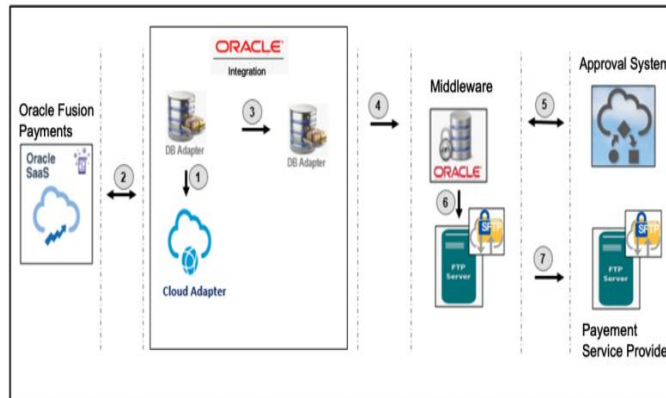 ORACLE
Integration
Oracle Fusion
Payments
Oracle
SaaS
2
DB Adapter
3
DB Adapter
1
Cloud Adapter
4
Middleware
ORACLE
6
FTP
Server
SFTP
5
Approval System
7
FTP
Server
SFTP
Payement
Service Provide